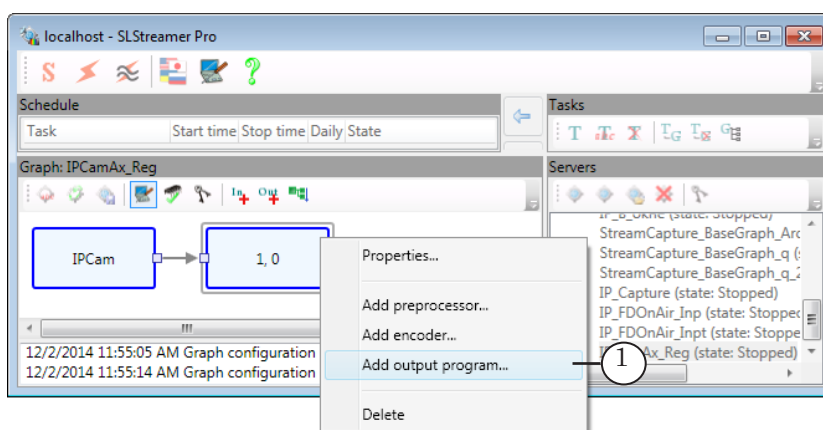 localhost - SLStreamer Pro
Schedule
Tasks
Task Start time Stop time Daily State
Graph: IPCamAx_Reg
Servers
In Out
IPCam
1, 0
Properties...
Add preprocessor...
Add encoder...
Add output program...
Delete
1
StreamCapture_BaseGraph_Arc
StreamCapture_BaseGraph_q (
StreamCapture_BaseGraph_q_2
IP_Capture (state: Stopped)
IP_FDOnAir_Inp (state: Stopped
IP_FDOnAir_Inpt (state: Stoppe
Ax_Reg (state: Stopped)
12/2/2014 11:55:05 AM Graph configuration
12/2/2014 11:55:14 AM Graph configuration